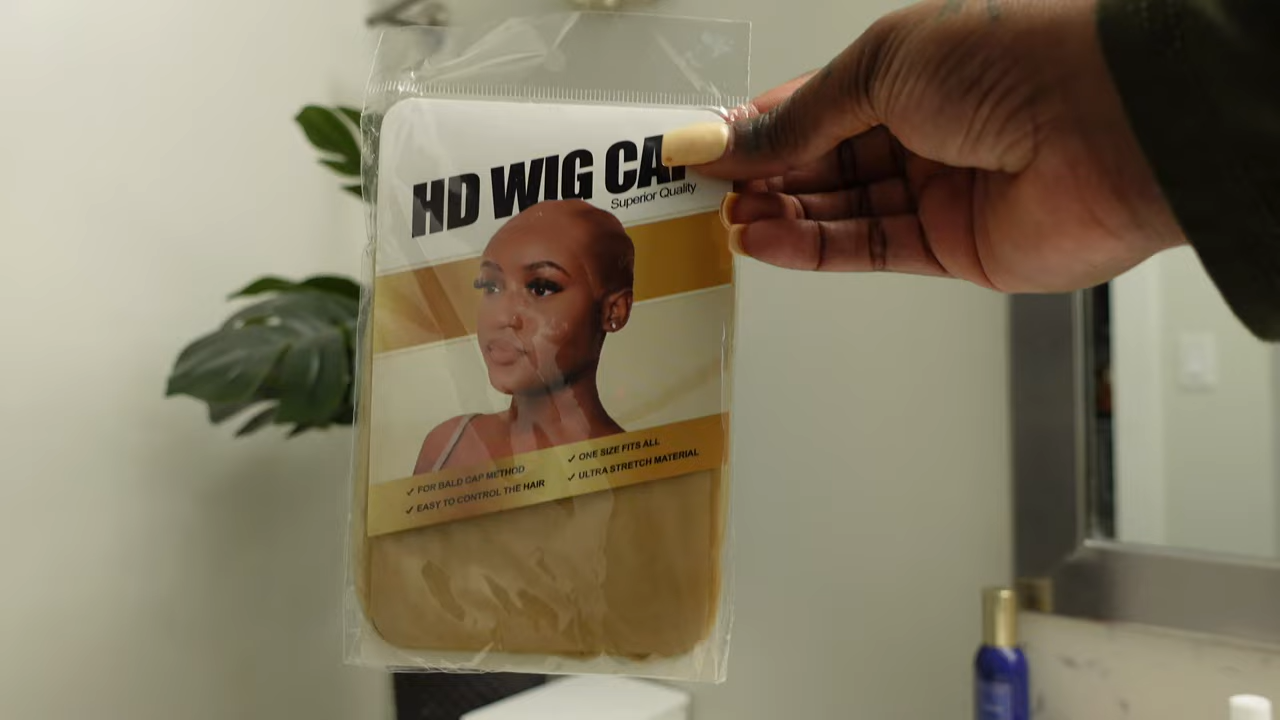 HD WIG CAP
Superior Quality
✓ FOR BALD CAP METHOD
✓ EASY TO CONTROL THE HAIR
✓ ONE SIZE FITS ALL
✓ ULTRA STRETCH MATERIAL